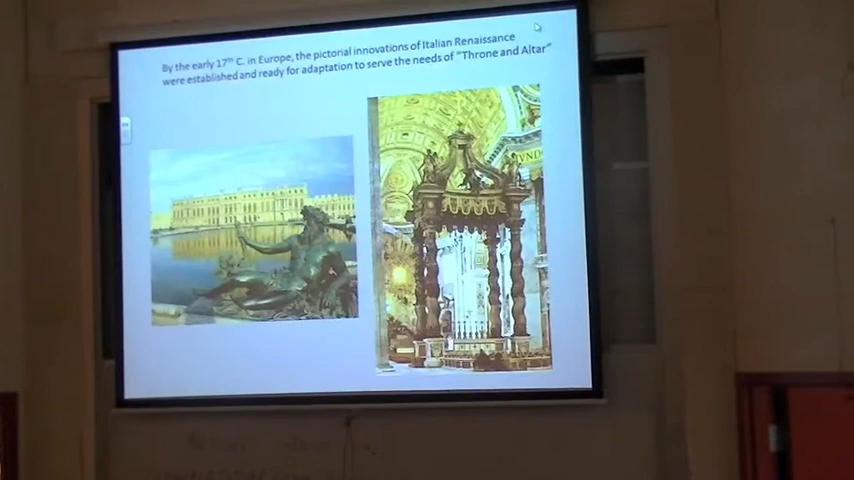 By the early 17th C. in Europe, the pictorial innovations of Italian Renaissance
were established and ready for adaptation to serve the needs of "Throne and Altar"
VNDO